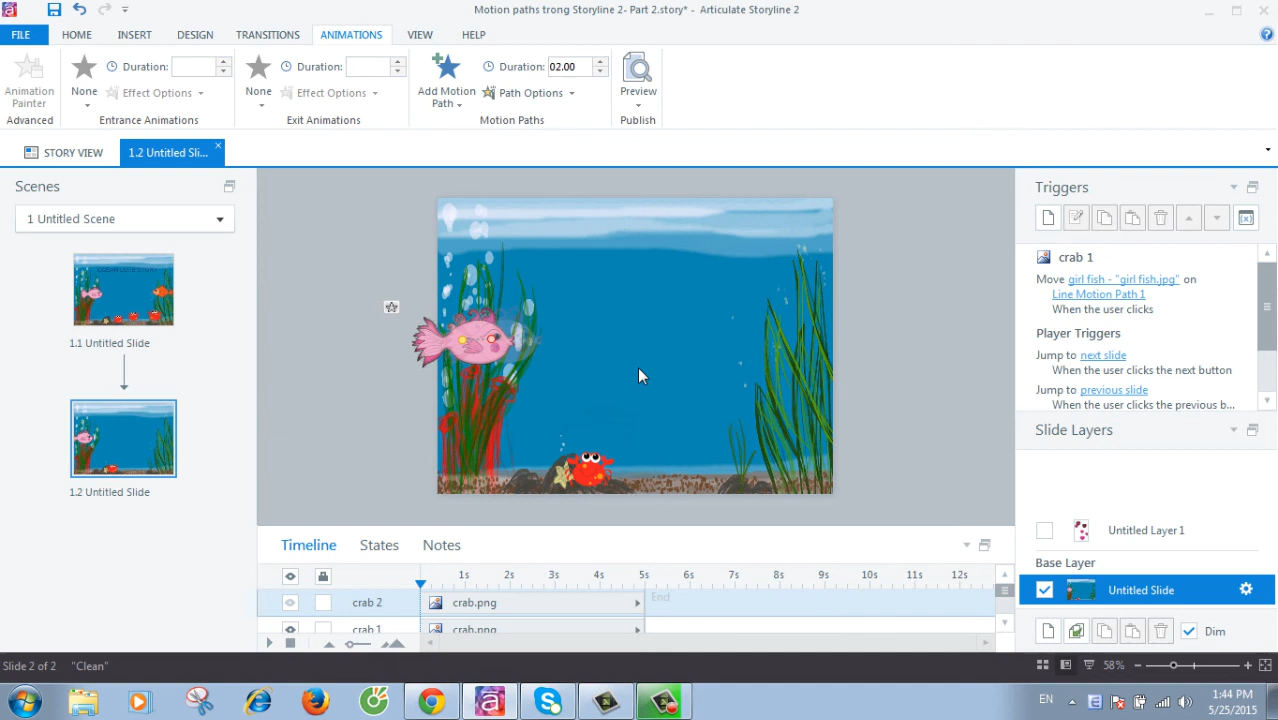 Motion paths trong Storyline 2- Part 2.story* - Articulate Storyline 2
FILE HOME INSERT DESIGN TRANSITIONS ANIMATIONS VIEW HELP
Animation Painter
Advanced
None
Duration:
Effect Options
Entrance Animations
None
Duration:
Effect Options
Exit Animations
Add Motion Path
Duration: 02.00
Path Options
Motion Paths
Preview
Publish
STORY VIEW
1.2 Untitled Sli...
Scenes
1 Untitled Scene
1.1 Untitled Slide
1.2 Untitled Slide
Triggers
crab 1
Move girl fish - "girl fish.jpg" on
Line Motion Path 1
When the user clicks
Player Triggers
Jump to next slide
When the user clicks the next button
Jump to previous slide
When the user clicks the previous b...
Slide Layers
Untitled Layer 1
Base Layer
Untitled Slide
Dim
Timeline States Notes
1s 2s 3s 4s 5s 6s 7s 8s 9s 10s 11s 12s
crab 2 crab.png End
crab 1 crab.png
Slide 2 of 2 "Clean"
58%
EN
1:44 PM
5/25/2015